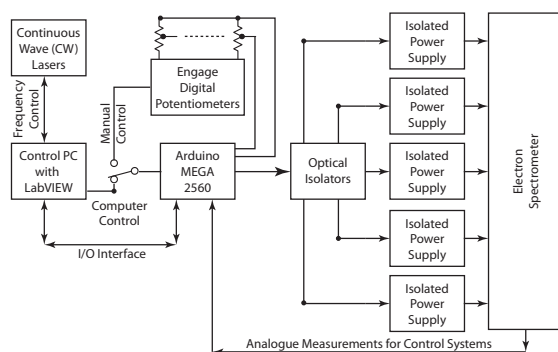 Continuous
Wave (CW)
Lasers
Frequency
Control
Control PC
with
LabVIEW
Manual
Control
Computer
Control
I/O Interface
Engage
Digital
Potentiometers
Arduino
MEGA
2560
Optical
Isolators
Isolated
Power
Supply
Isolated
Power
Supply
Isolated
Power
Supply
Isolated
Power
Supply
Isolated
Power
Supply
Electron
Spectrometer
Analogue Measurements for Control Systems